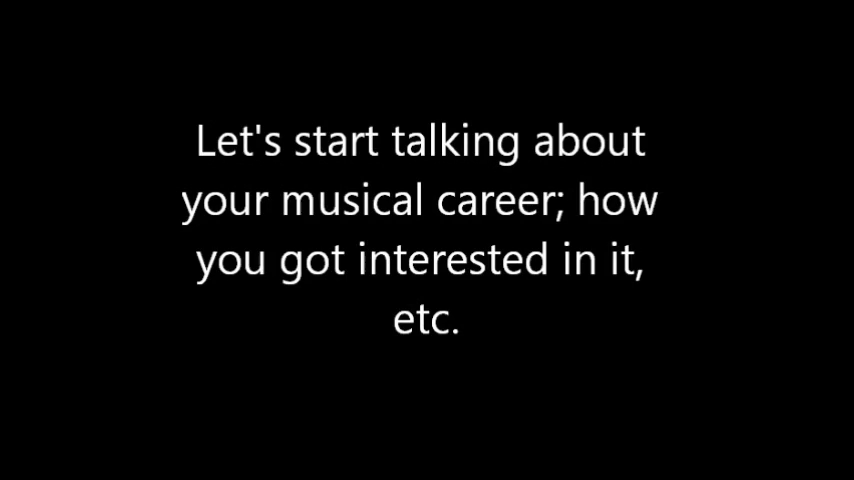 Let's start talking about
your musical career; how
you got interested in it,
etc.